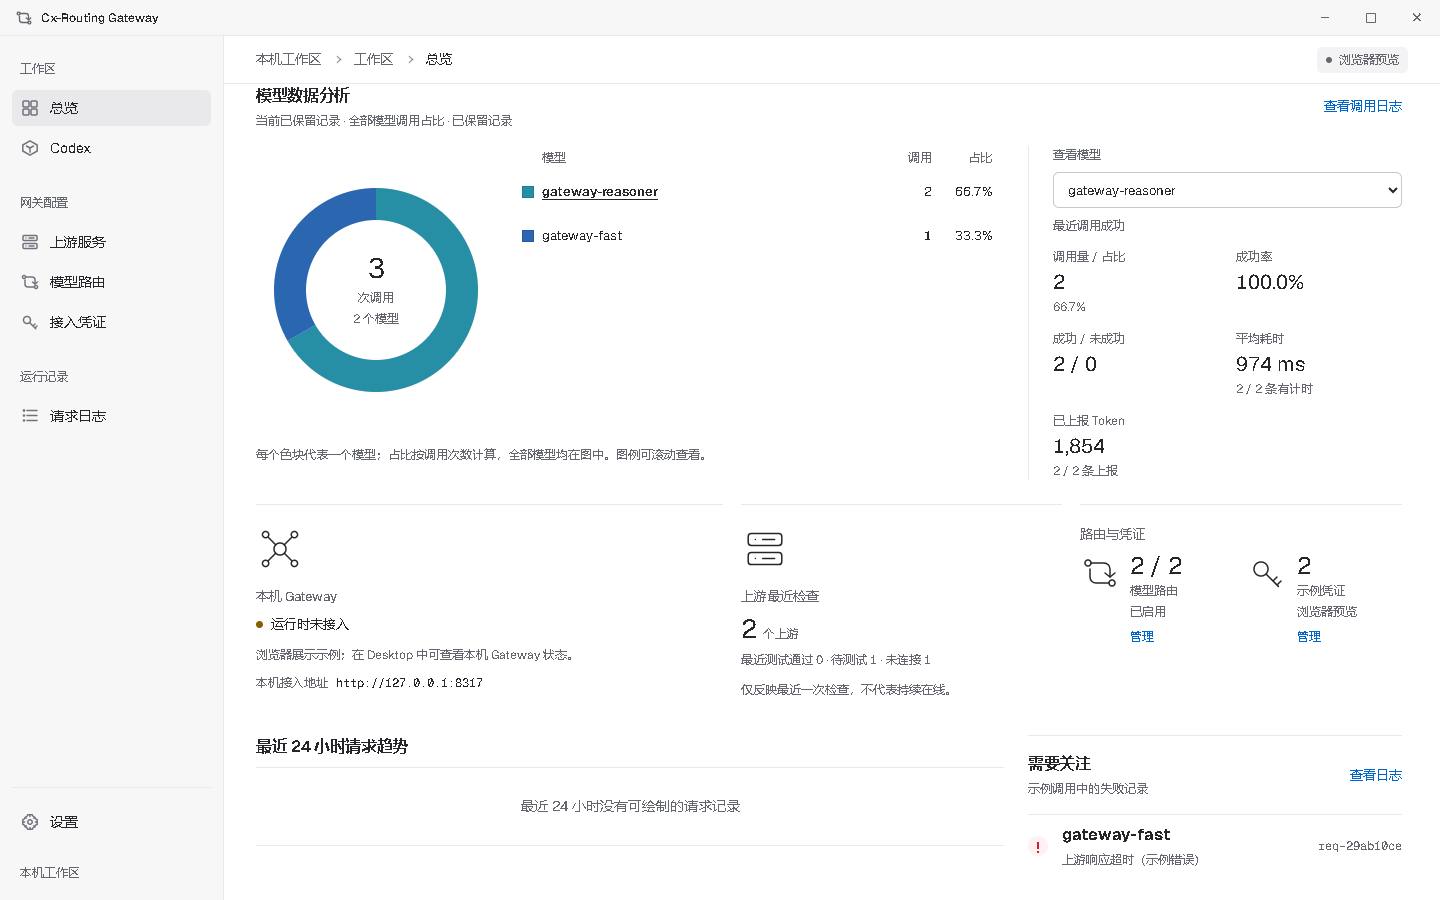 Cx-Routing Gateway
工作区
总览
Codex
网关配置
上游服务
模型路由
接入凭证
运行记录
请求日志
设置
本机工作区
本机工作区 > 工作区 > 总览
浏览器预览
模型数据分析
当前已保留记录 · 全部模型调用占比 · 已保留记录
查看调用日志
3
次调用
2 个模型
模型 调用 占比
gateway-reasoner 2 66.7%
gateway-fast 1 33.3%
每个色块代表一个模型；占比按调用次数计算，全部模型均在图中。图例可滚动查看。
查看模型
gateway-reasoner
最近调用成功
调用量 / 占比
2
66.7%
成功率
100.0%
成功 / 未成功
2 / 0
平均耗时
974 ms
2 / 2 条有计时
已上报 Token
1,854
2 / 2 条上报
本机 Gateway
运行时未接入
浏览器展示示例；在 Desktop 中可查看本机 Gateway 状态。
本机接入地址 http://127.0.0.1:8317
上游最近检查
2 个上游
最近测试通过 0 · 待测试 1 · 未连接 1
仅反映最近一次检查，不代表持续在线。
路由与凭证
2 / 2
模型路由
已启用
管理
2
示例凭证
浏览器预览
管理
最近 24 小时请求趋势
最近 24 小时没有可绘制的请求记录
需要关注
示例调用中的失败记录
查看日志
gateway-fast
上游响应超时（示例错误）
req-29ab10ce